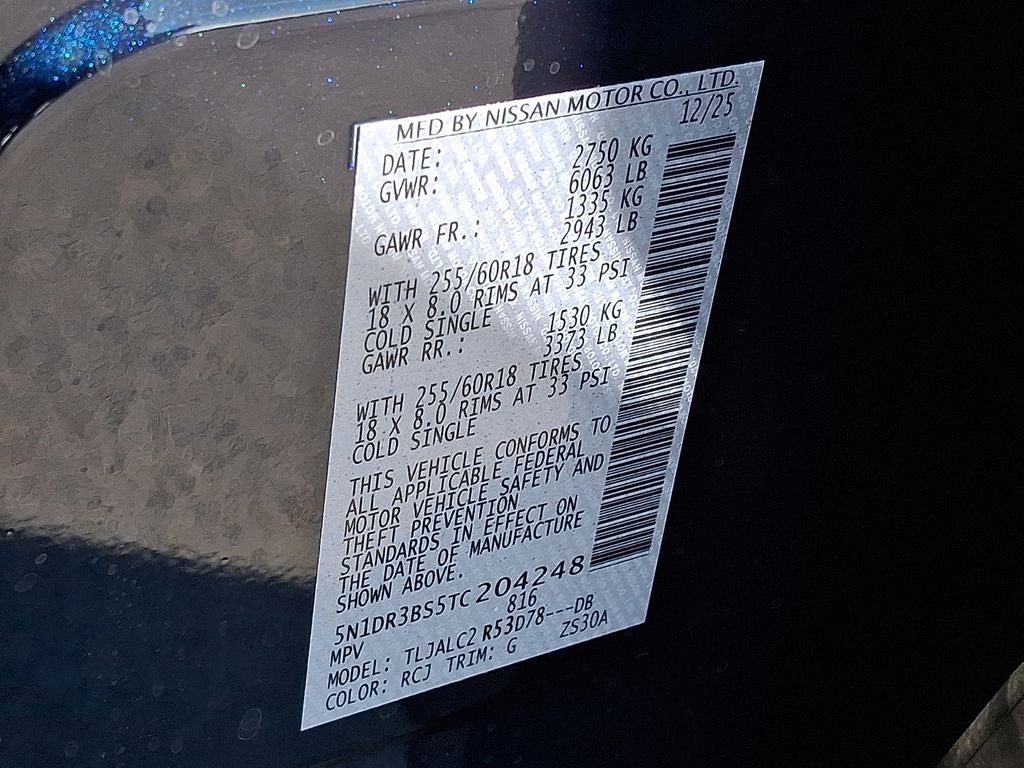 MFD BY NISSAN MOTOR CO., LTD.
DATE: 12/25
GVWR: 2750 KG
6063 LB
GAWR FR.: 1335 KG
2943 LB
WITH 255/60R18 TIRES
18 X 8.0 RIMS AT 33 PSI
COLD SINGLE
GAWR RR.: 1530 KG
3373 LB
WITH 255/60R18 TIRES
18 X 8.0 RIMS AT 33 PSI
COLD SINGLE
THIS VEHICLE CONFORMS TO
ALL APPLICABLE FEDERAL
MOTOR VEHICLE SAFETY AND
THEFT PREVENTION
STANDARDS IN EFFECT ON
THE DATE OF MANUFACTURE
SHOWN ABOVE.
5N1DR3BS5TC204248
MPV 816
MODEL: TLJALC2 R53D78---DB
COLOR: RCJ TRIM: G ZS30A